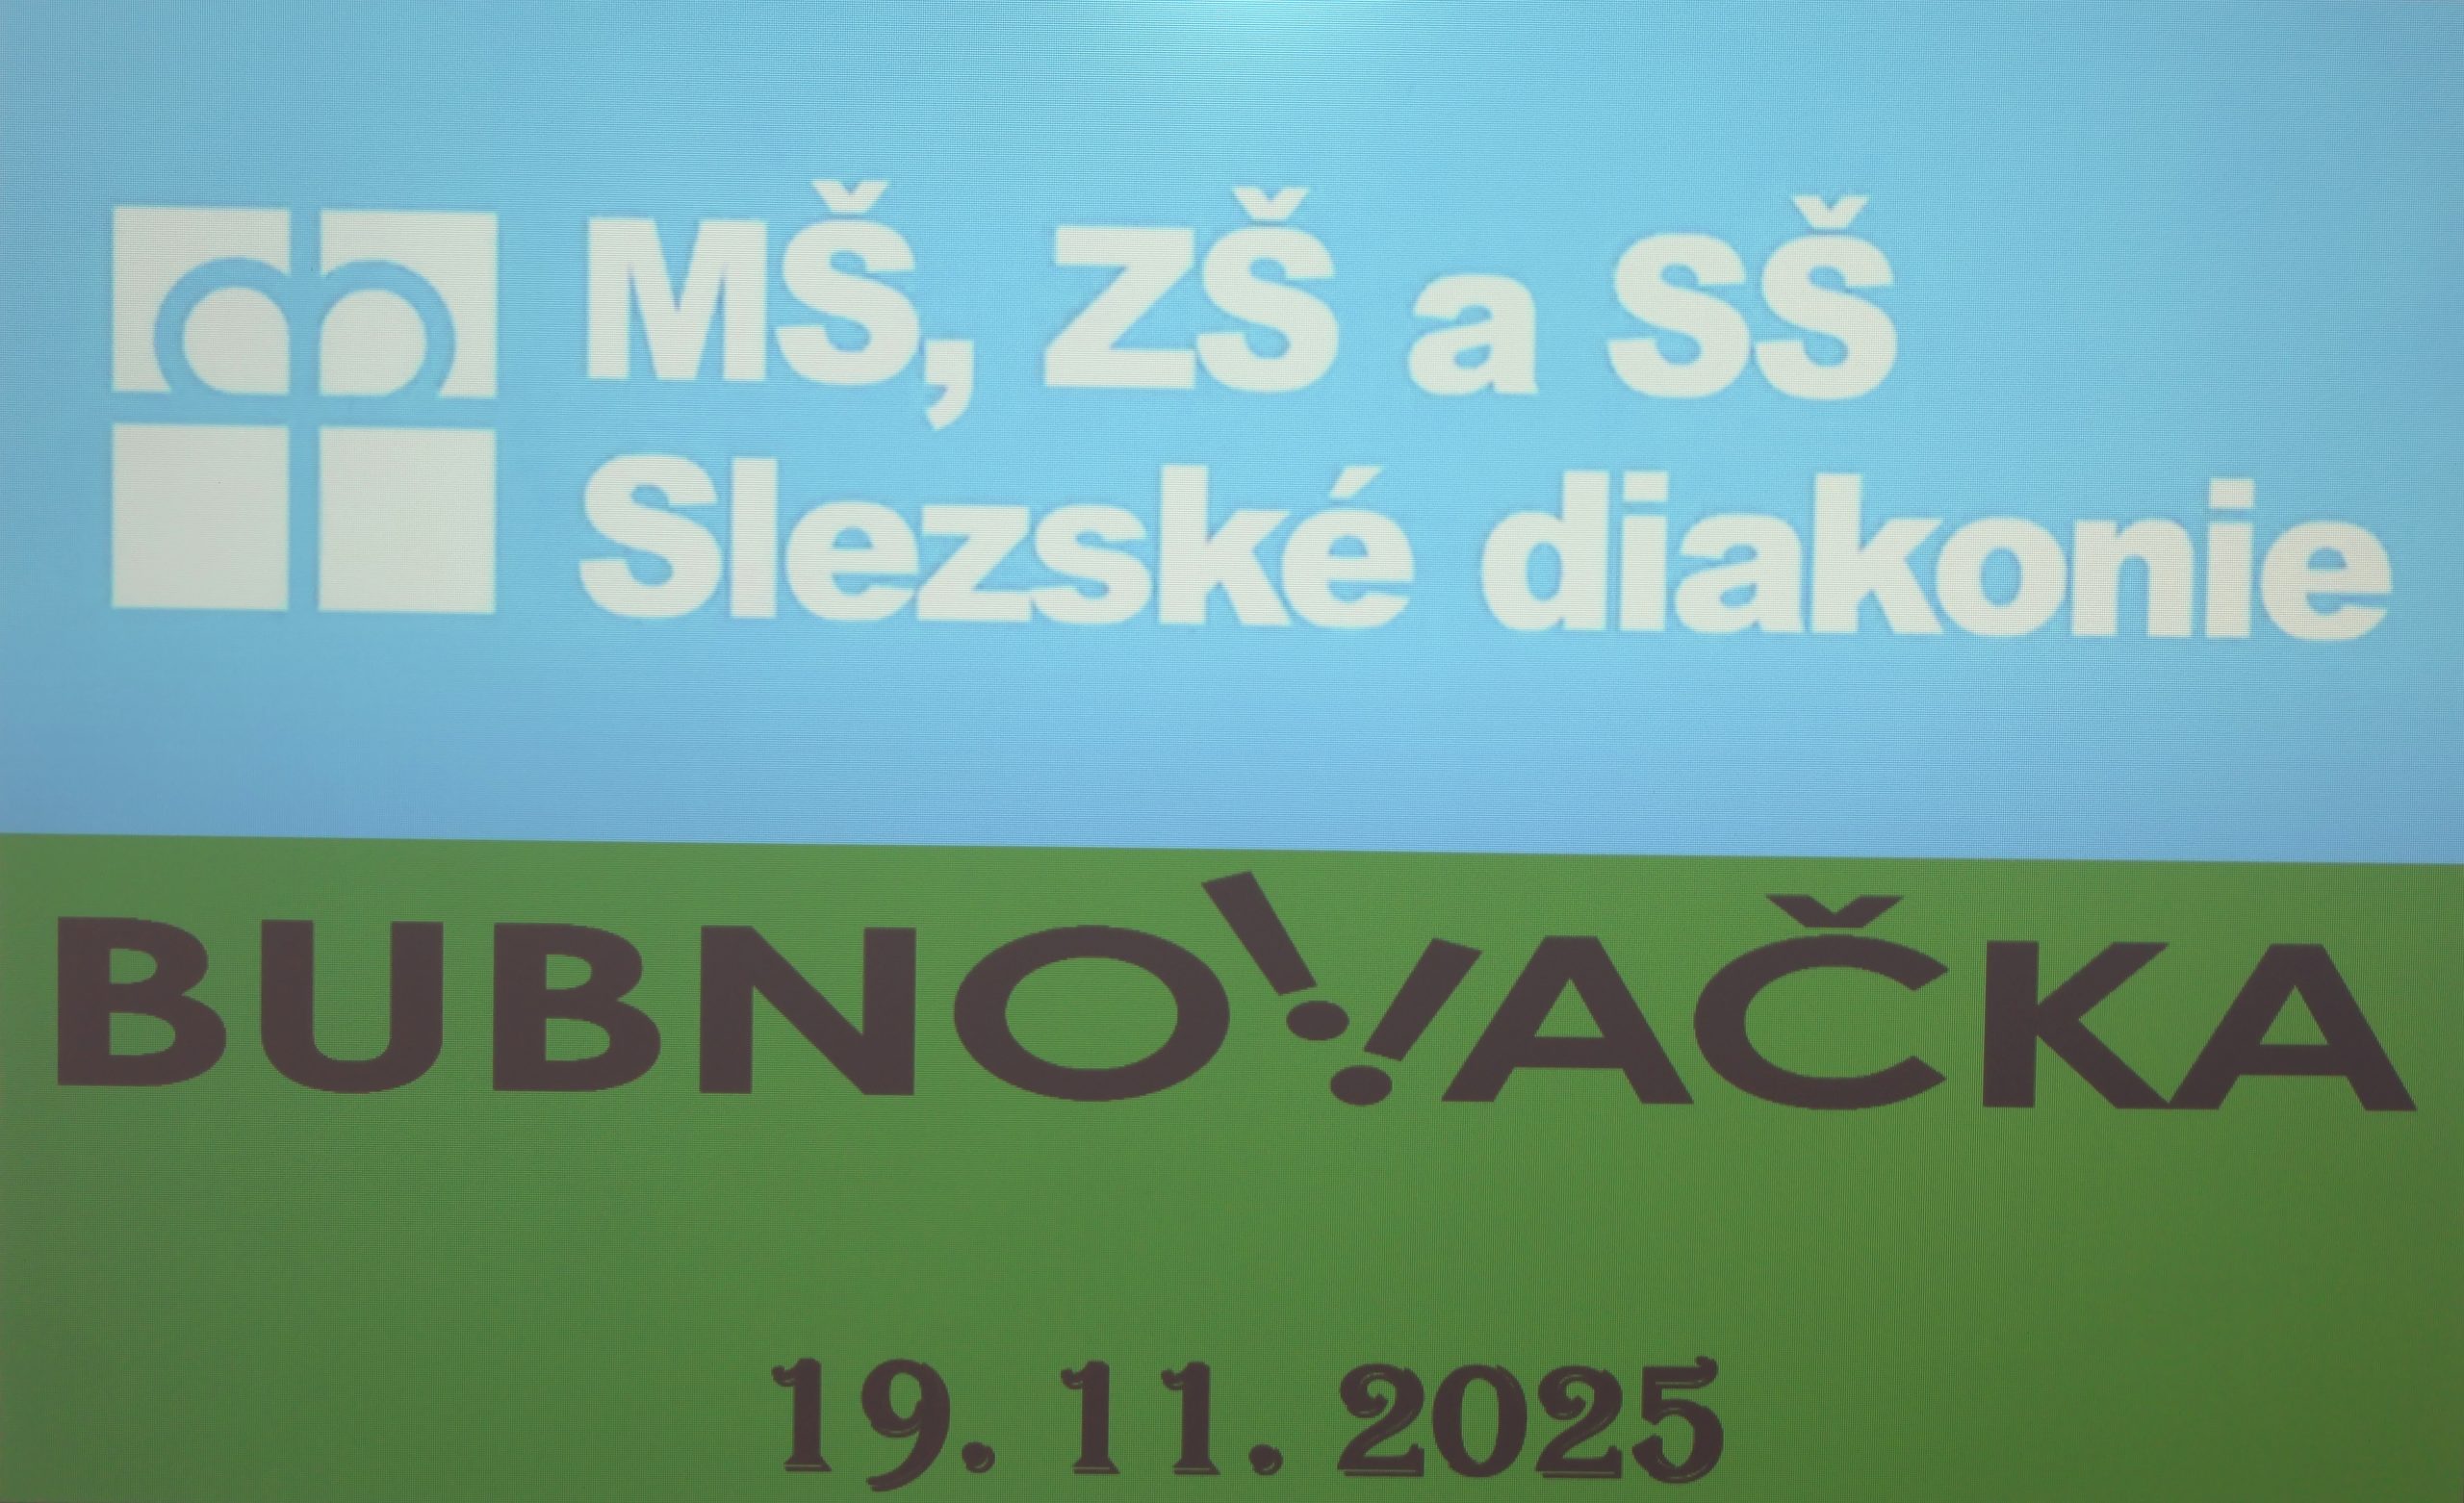 MŠ, ZŠ a SŠ
Slezské diakonie
BUBNOVAČKA
19.11.2025